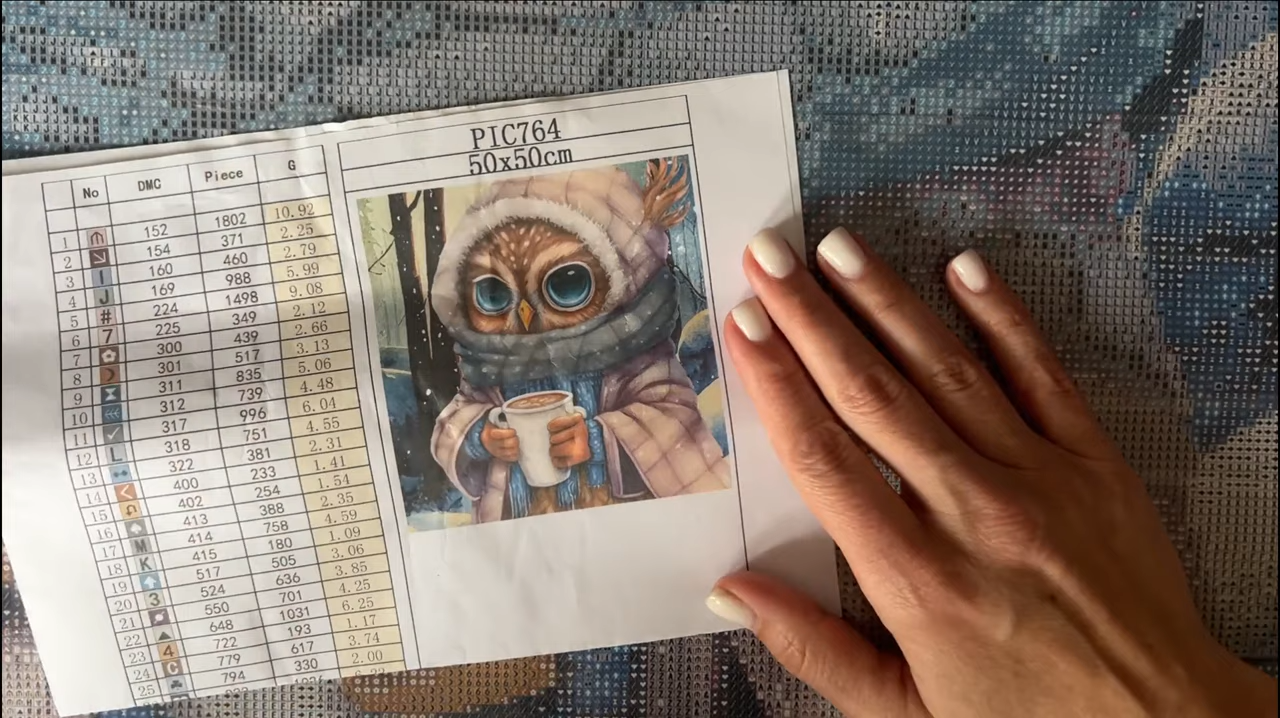 PIC764
50x50cm
No DMC Piece G
1 152 1802 10.92
2 154 371 2.25
3 I 160 460 2.79
4 J 169 988 5.99
5 # 224 1498 9.08
6 7 225 349 2.12
7 300 439 2.66
8 301 517 3.13
9 311 835 5.06
10 312 739 4.48
11 ✓ 317 996 6.04
12 L 318 751 4.55
13 ↔ 322 381 2.31
14 < 400 233 1.41
15 402 254 1.54
16 413 388 2.35
17 M 414 758 4.59
18 K 415 180 1.09
19 517 505 3.06
20 3 524 636 3.85
21 550 701 4.25
22 ▲ 648 1031 6.25
23 4 722 193 1.17
24 C 779 617 3.74
25 ♣ 794 330 2.00